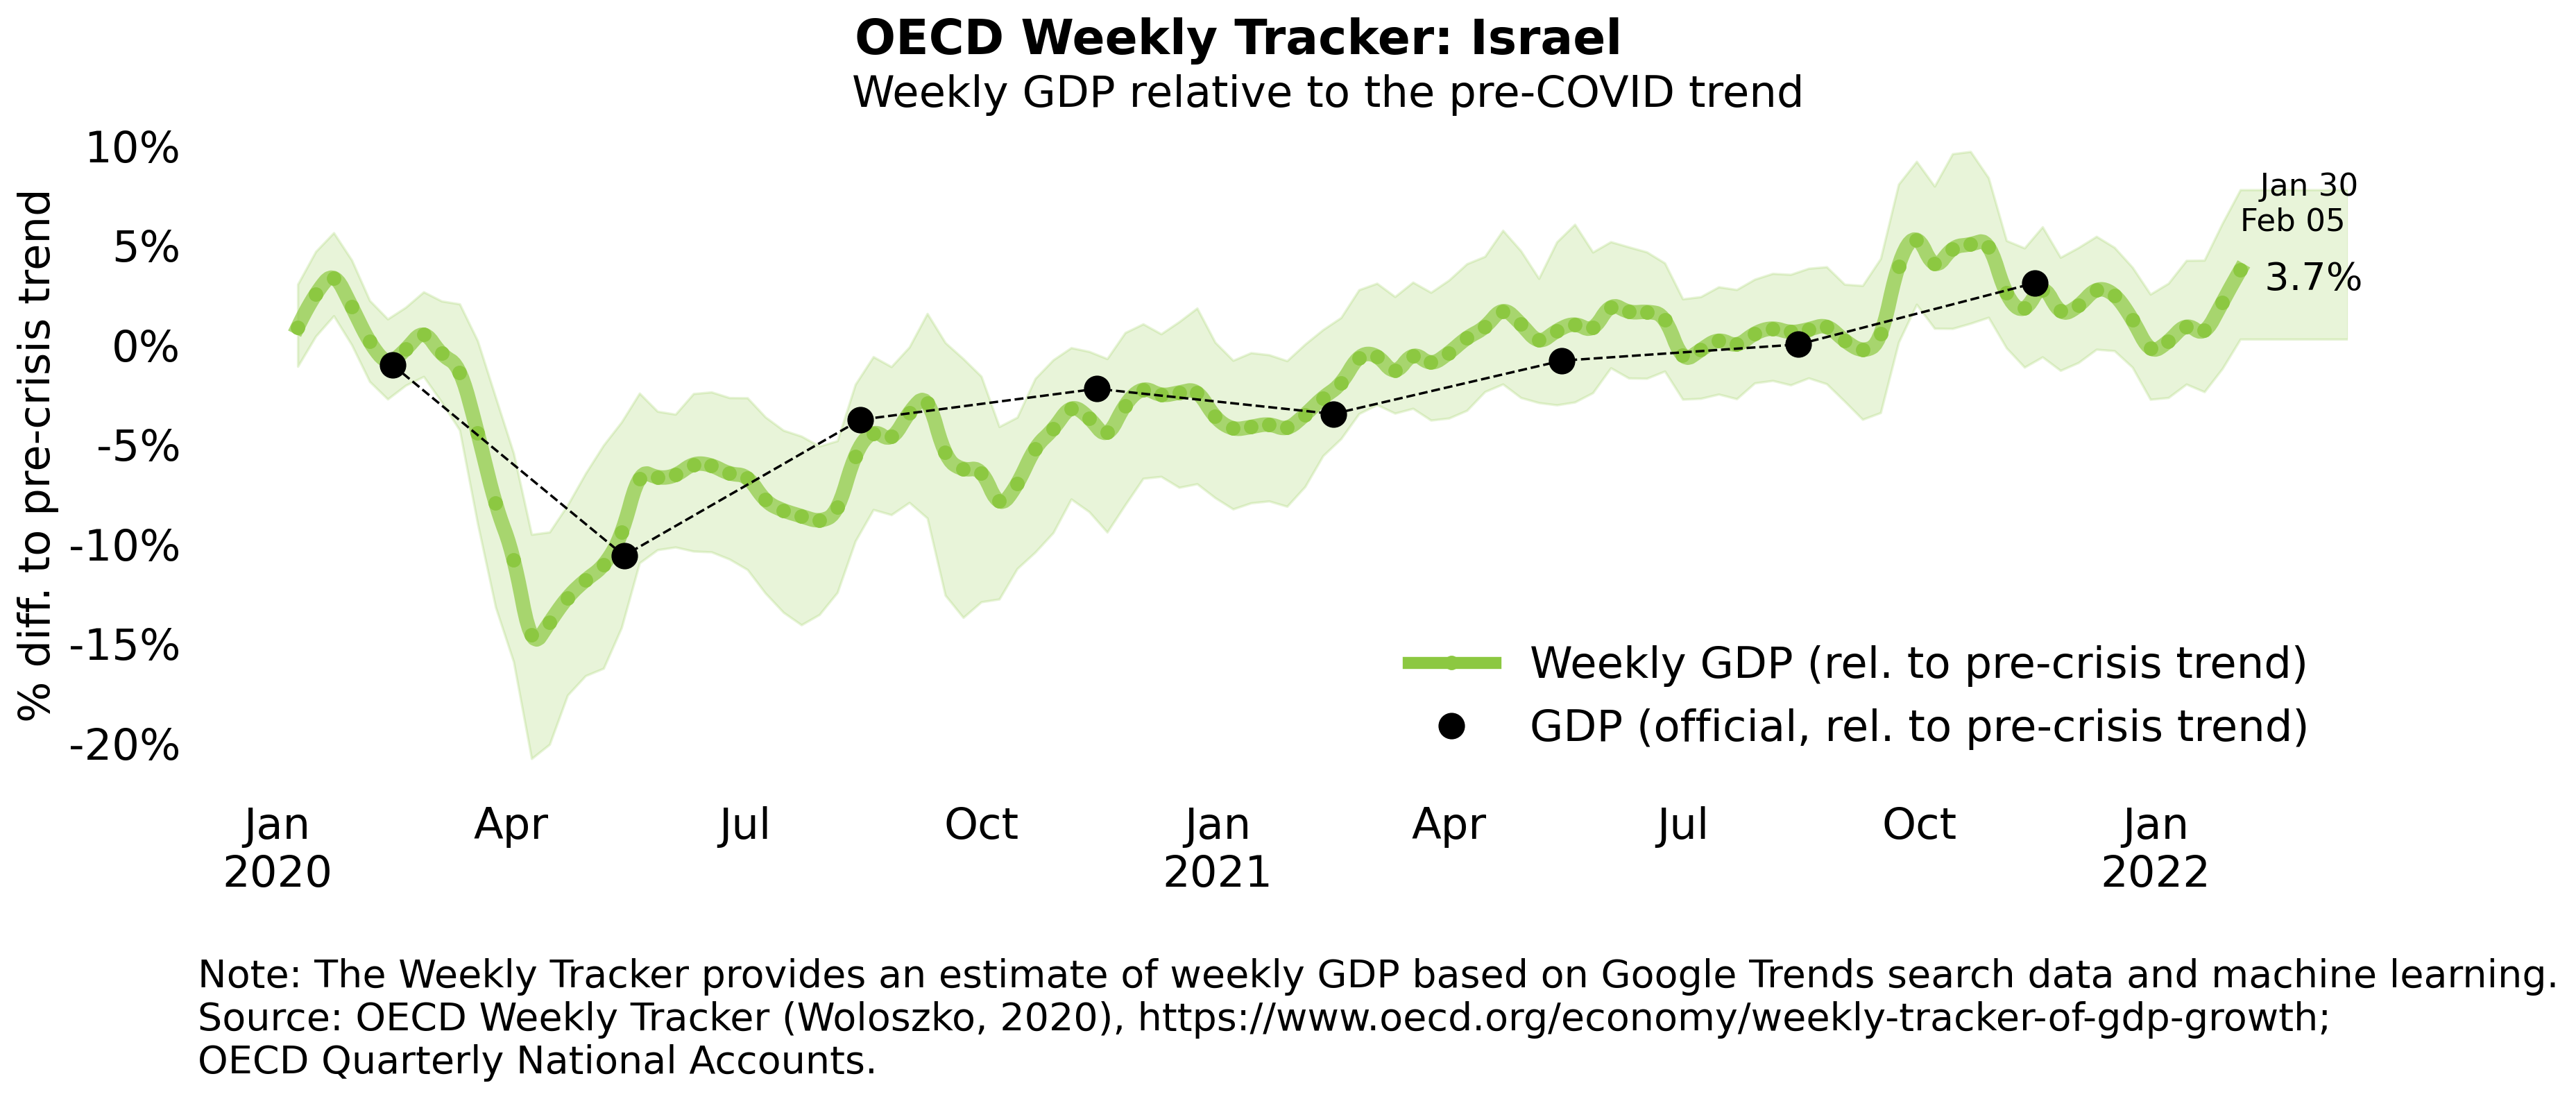 OECD Weekly Tracker: Israel
Weekly GDP relative to the pre-COVID trend
% diff. to pre-crisis trend
10%
5%
0%
-5%
-10%
-15%
-20%
Jan 30
Feb 05
3.7%
Weekly GDP (rel. to pre-crisis trend)
GDP (official, rel. to pre-crisis trend)
Jan Apr Jul Oct Jan Apr Jul Oct Jan
2020 2021 2022
Note: The Weekly Tracker provides an estimate of weekly GDP based on Google Trends search data and machine learning.
Source: OECD Weekly Tracker (Woloszko, 2020), https://www.oecd.org/economy/weekly-tracker-of-gdp-growth;
OECD Quarterly National Accounts.